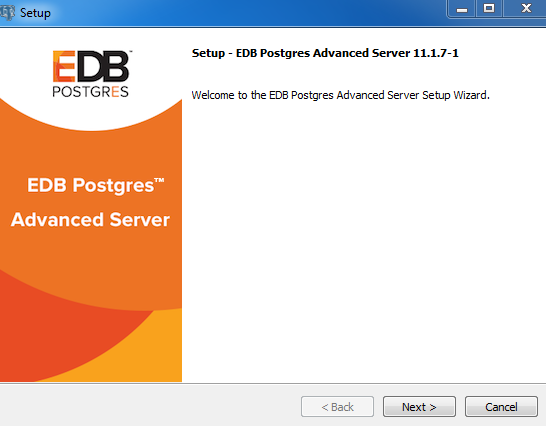 Setup
EDB™
POSTGRES
EDB Postgres™
Advanced Server
Setup - EDB Postgres Advanced Server 11.1.7-1
Welcome to the EDB Postgres Advanced Server Setup Wizard.
< Back
Next >
Cancel